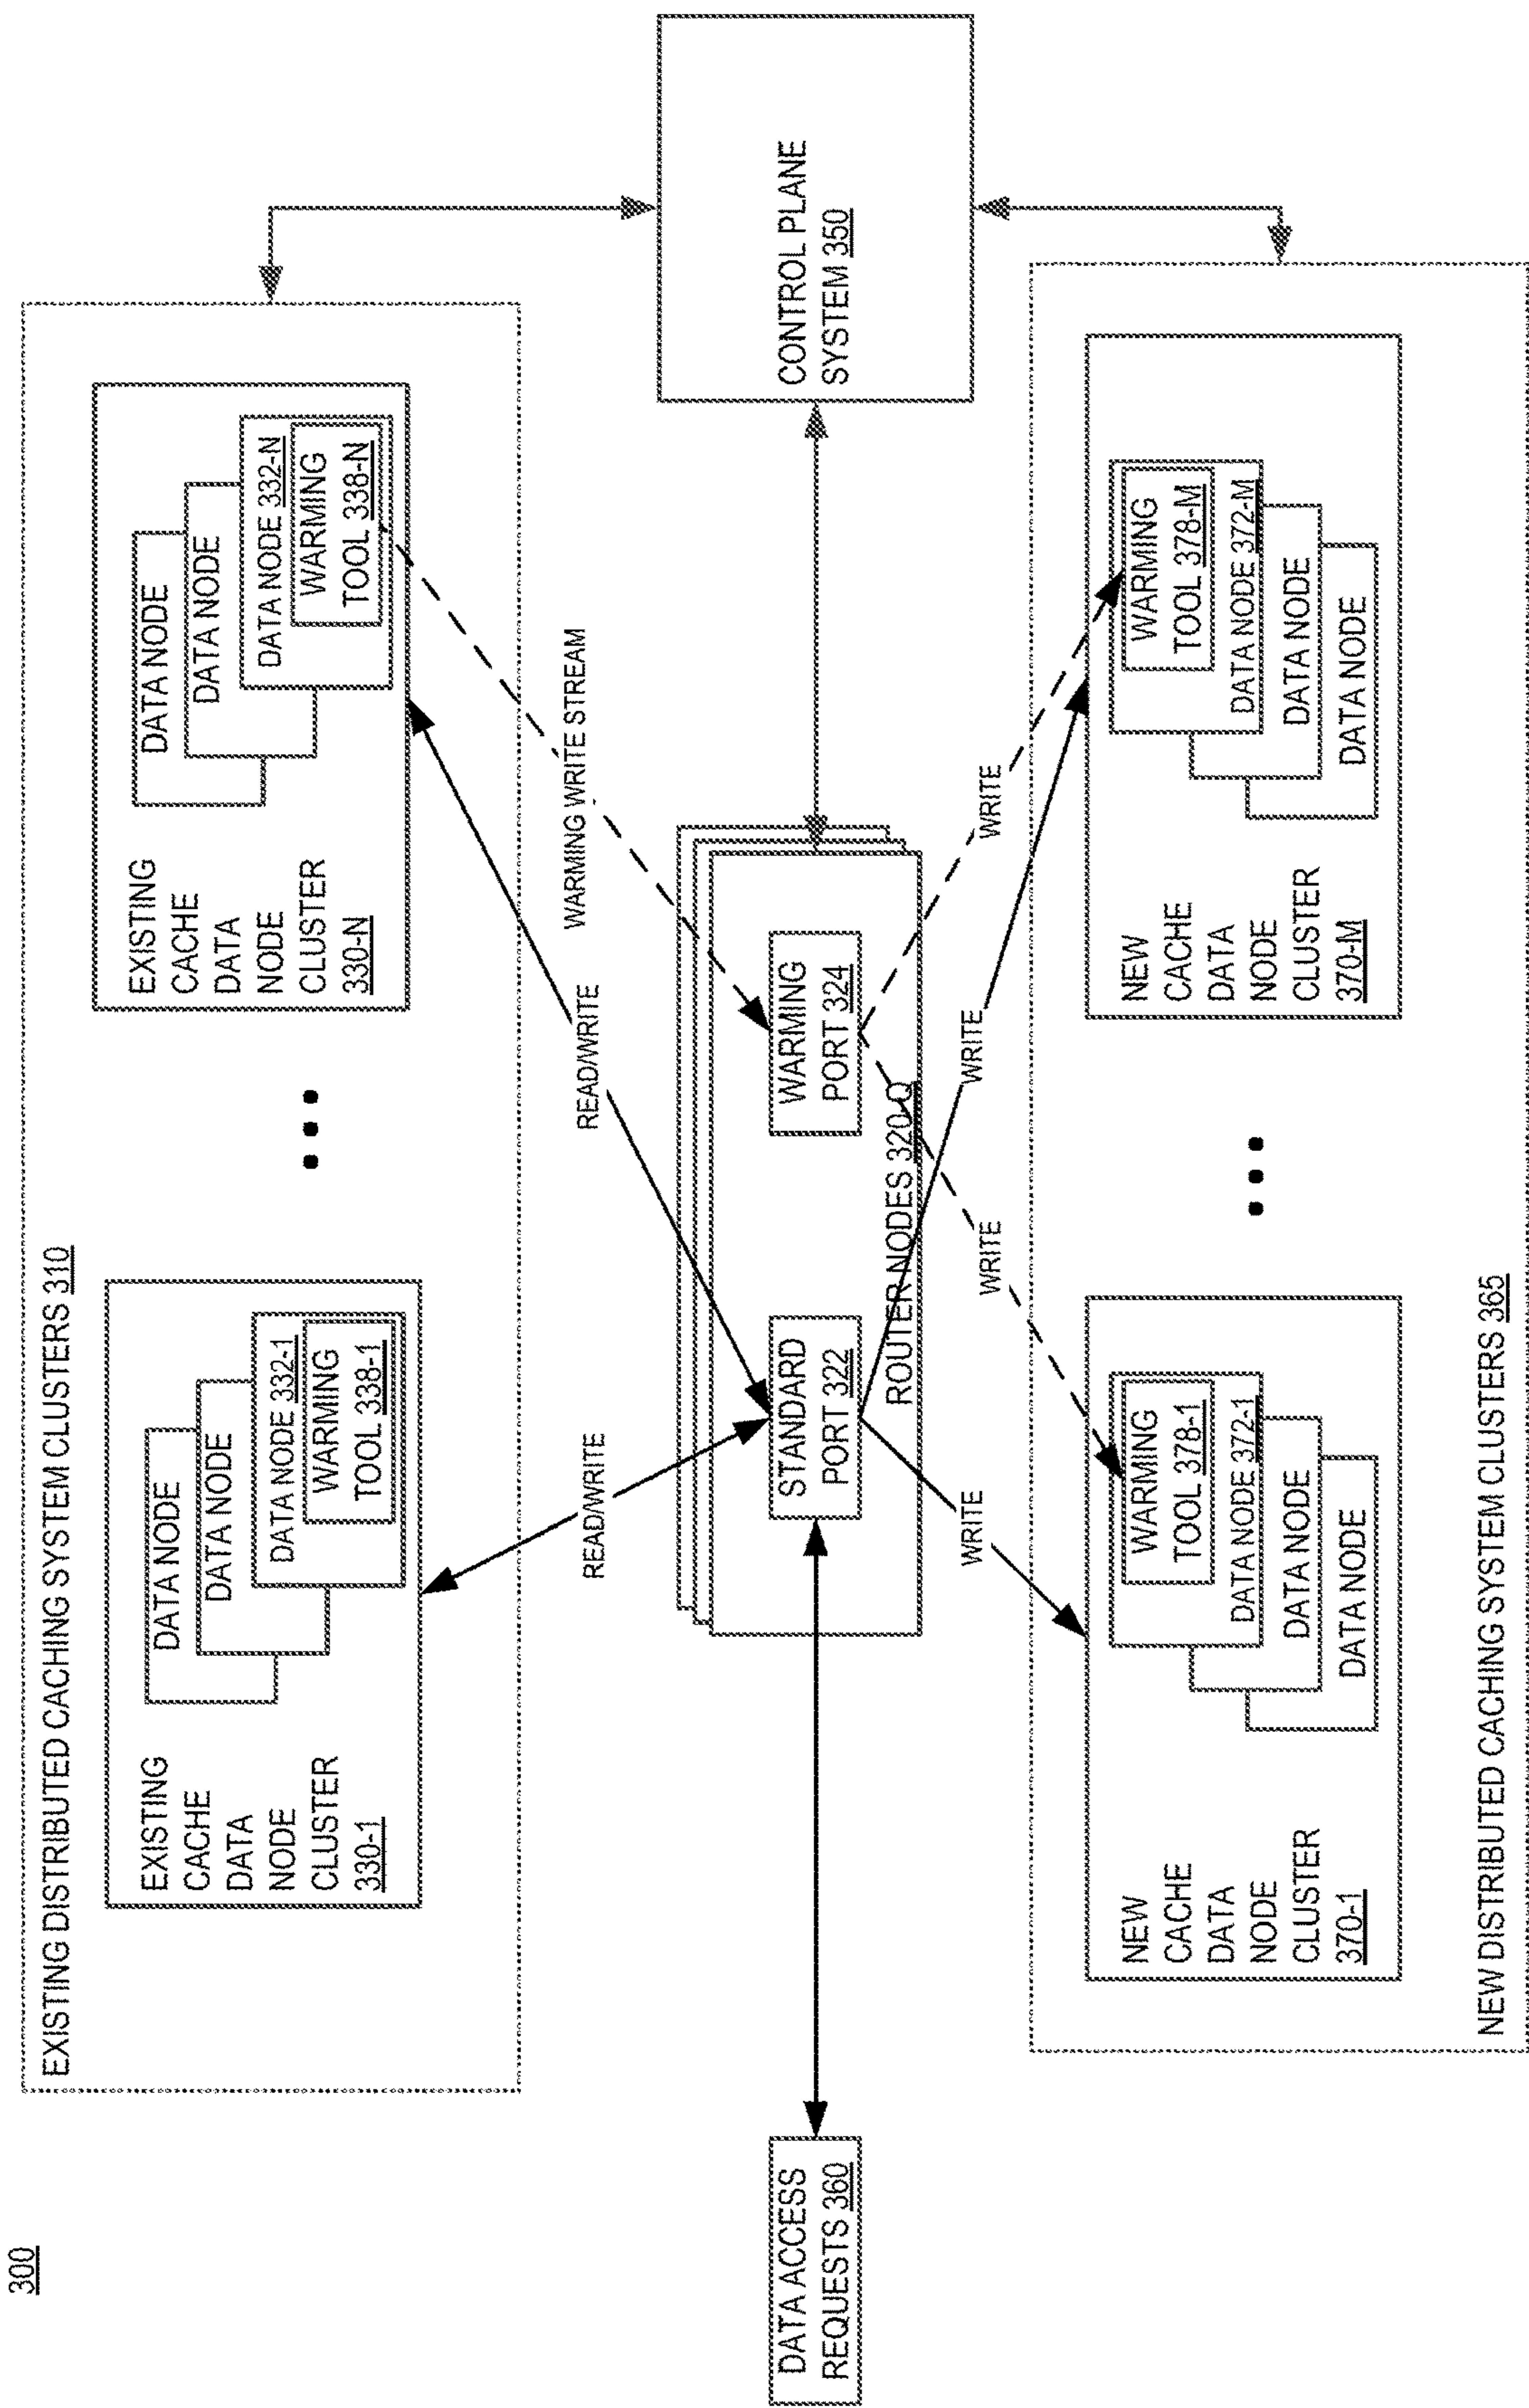 300
EXISTING DISTRIBUTED CACHING SYSTEM CLUSTERS 310
EXISTING
CACHE
DATA
NODE
CLUSTER
330-1
DATA NODE
DATA NODE
DATA NODE 332-1
WARMING
TOOL 338-1
EXISTING
CACHE
DATA
NODE
CLUSTER
330-N
DATA NODE
DATA NODE
DATA NODE 332-N
WARMING
TOOL 338-N
READ/WRITE
READ/WRITE
WARMING WRITE STREAM
DATA ACCESS
REQUESTS 360
STANDARD
PORT 322
WARMING
PORT 324
ROUTER NODES 320-Q
CONTROL PLANE
SYSTEM 350
WRITE
WRITE
WRITE
WRITE
NEW
CACHE
DATA
NODE
CLUSTER
370-1
WARMING
TOOL 378-1
DATA NODE 372-1
DATA NODE
DATA NODE
NEW
CACHE
DATA
NODE
CLUSTER
370-M
WARMING
TOOL 378-M
DATA NODE 372-M
DATA NODE
DATA NODE
NEW DISTRIBUTED CACHING SYSTEM CLUSTERS 365